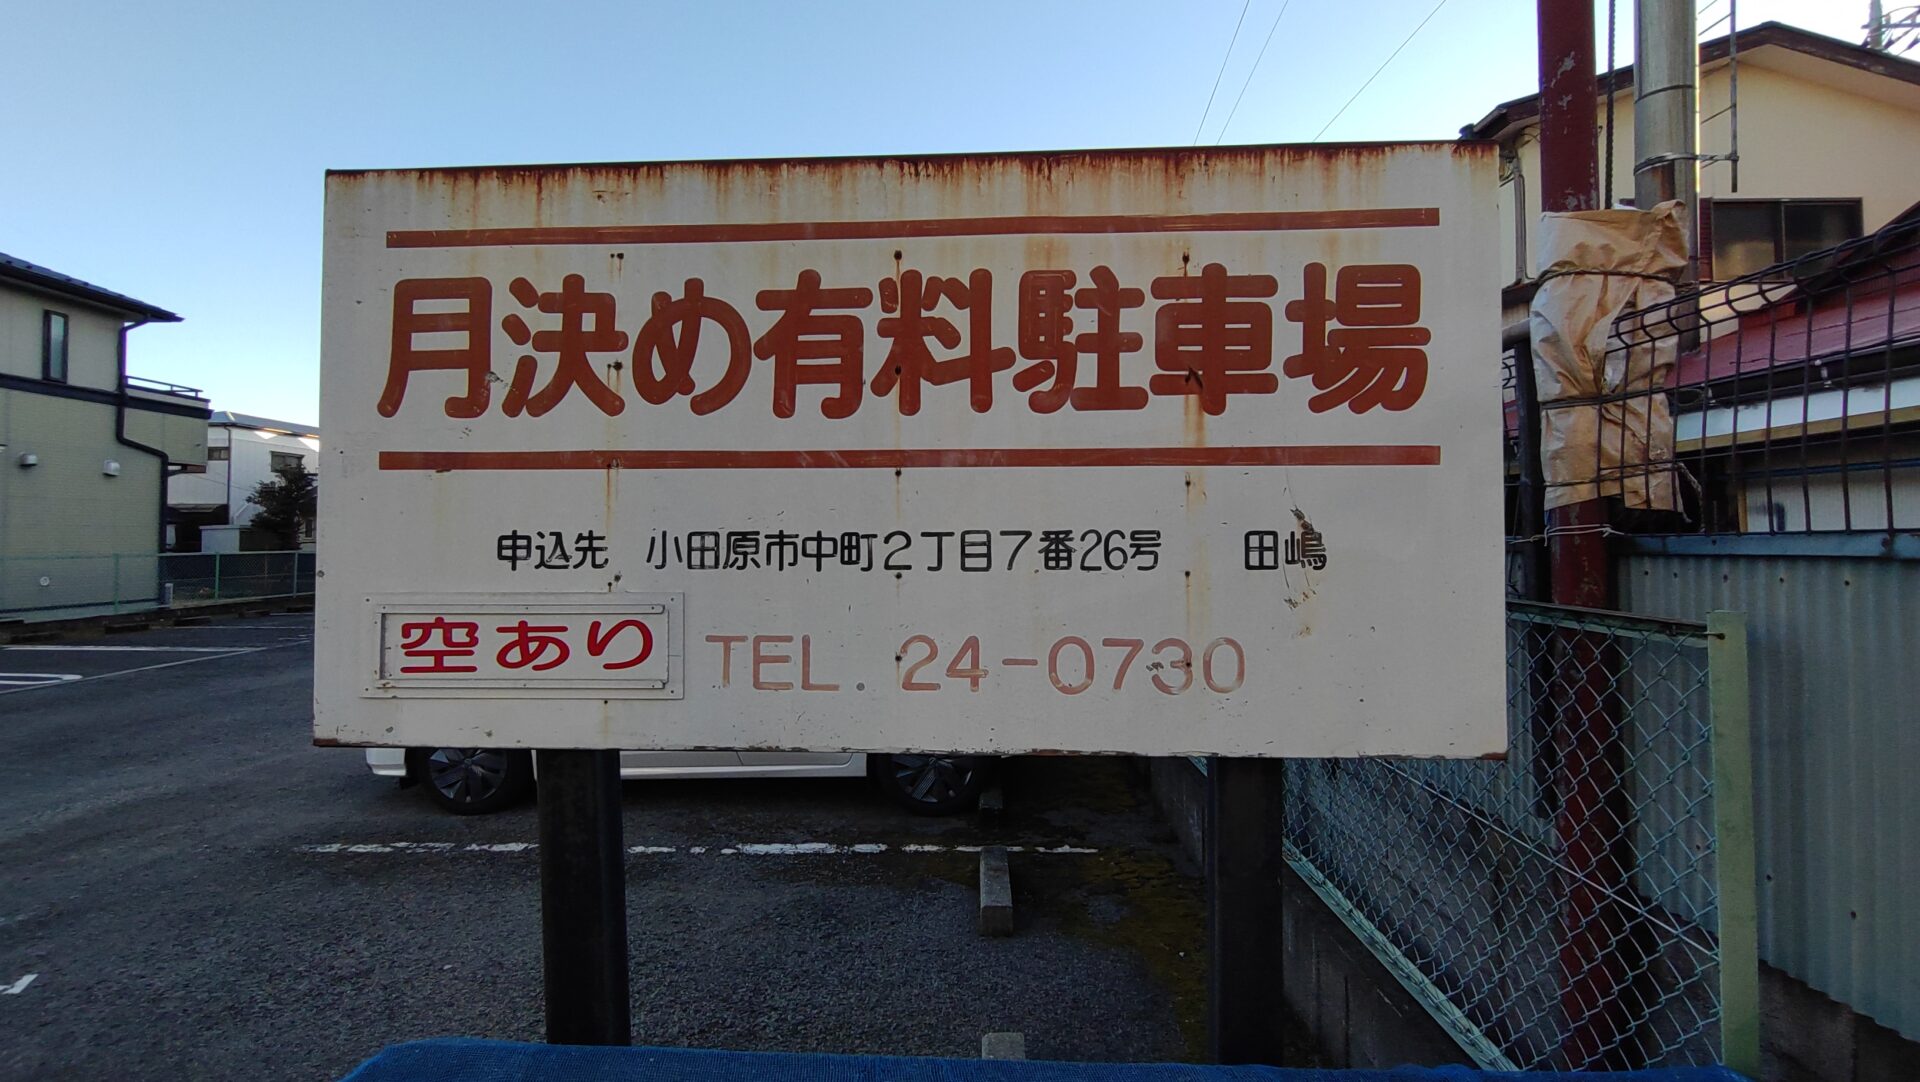 月決め有料駐車場
申込先 小田原市中町2丁目7番26号 田嶋
空あり TEL. 24-0730